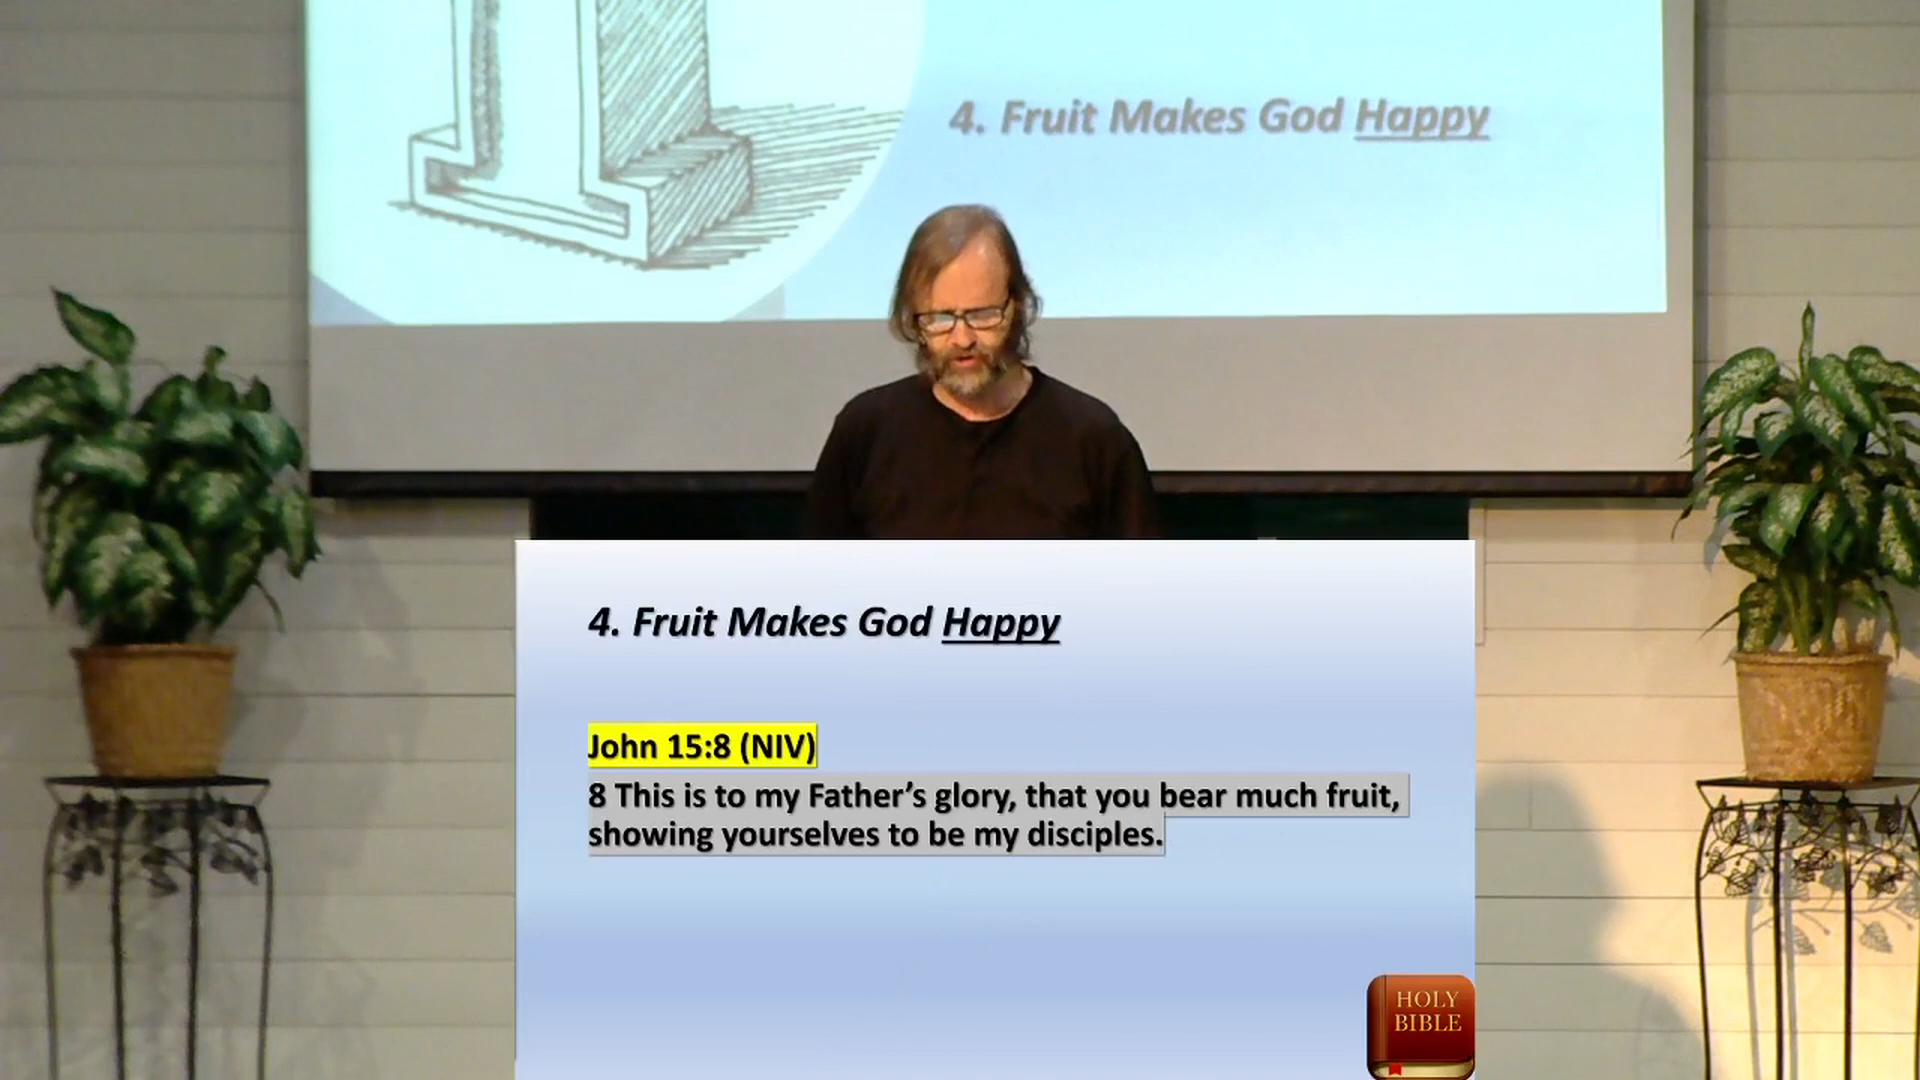 4. Fruit Makes God Happy
4. Fruit Makes God Happy
John 15:8 (NIV)
8 This is to my Father’s glory, that you bear much fruit,
showing yourselves to be my disciples.
HOLY
BIBLE